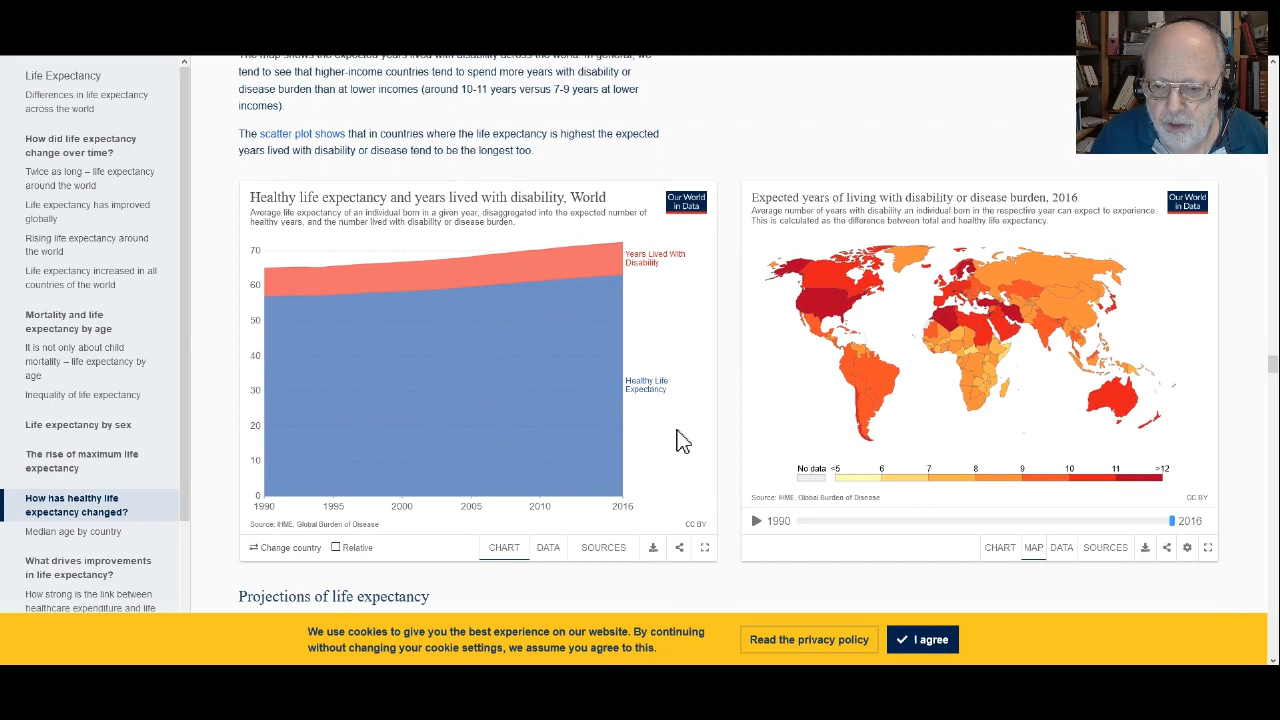 Life Expectancy
Differences in life expectancy
across the world
How did life expectancy
change over time?
Twice as long – life expectancy
around the world
Life expectancy has improved
globally
Rising life expectancy around
the world
Life expectancy increased in all
countries of the world
Mortality and life
expectancy by age
It is not only about child
mortality – life expectancy by
age
Inequality of life expectancy
Life expectancy by sex
The rise of maximum life
expectancy
How has healthy life
expectancy changed?
Median age by country
What drives improvements
in life expectancy?
How strong is the link between
healthcare expenditure and life
The map shows the expected years lived with disability across the world. In general, we
tend to see that higher-income countries tend to spend more years with disability or
disease burden than at lower incomes (around 10-11 years versus 7-9 years at lower
incomes).
The scatter plot shows that in countries where the life expectancy is highest the expected
years lived with disability or disease tend to be the longest too.
Healthy life expectancy and years lived with disability, World
Average life expectancy of an individual born in a given year, disaggregated into the expected number of
healthy years, and the number lived with disability or disease burden.
Our World
in Data
70
60
50
40
30
20
10
0
Years Lived With
Disability
Healthy Life
Expectancy
1990 1995 2000 2005 2010 2016
Source: IHME, Global Burden of Disease CC BY
Change country Relative CHART DATA SOURCES
Expected years of living with disability or disease burden, 2016
Average number of years with disability an individual born in the respective year can expect to experience.
This is calculated as the difference between total and healthy life expectancy.
Our World
in Data
No data <5 6 7 8 9 10 11 >12
Source: IHME, Global Burden of Disease CC BY
1990 2016
CHART MAP DATA SOURCES
Projections of life expectancy
We use cookies to give you the best experience on our website. By continuing
without changing your cookie settings, we assume you agree to this.
Read the privacy policy
I agree